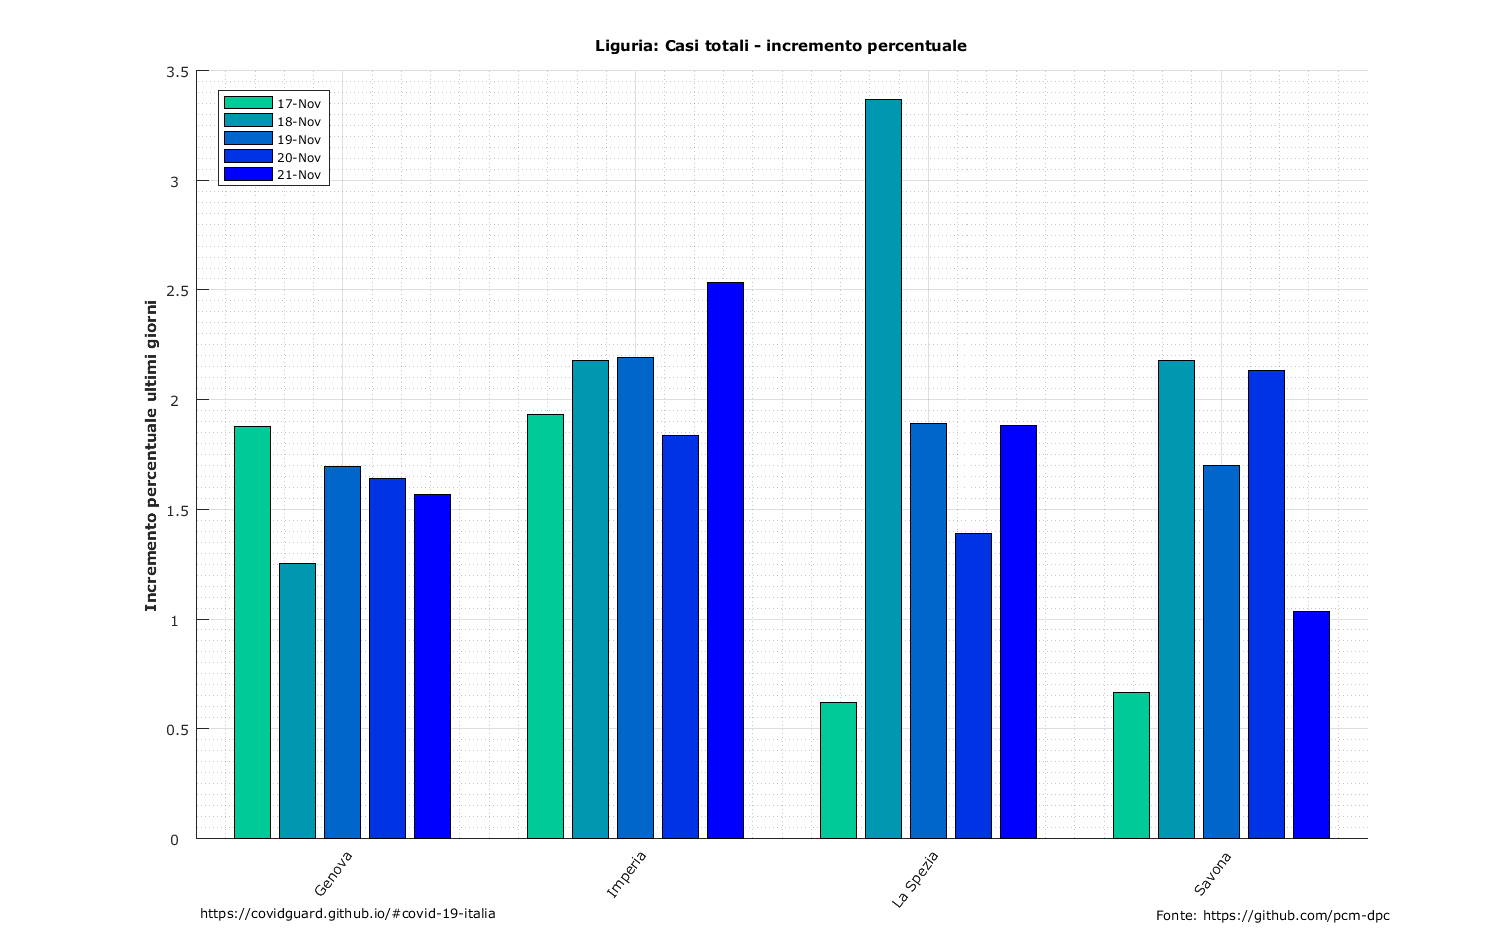 Liguria: Casi totali - incremento percentuale
3.5
3
2.5
2
1.5
1
0.5
0
Incremento percentuale ultimi giorni
17-Nov
18-Nov
19-Nov
20-Nov
21-Nov
Genova
Imperia
La Spezia
Savona
https://covidguard.github.io/#covid-19-italia
Fonte: https://github.com/pcm-dpc